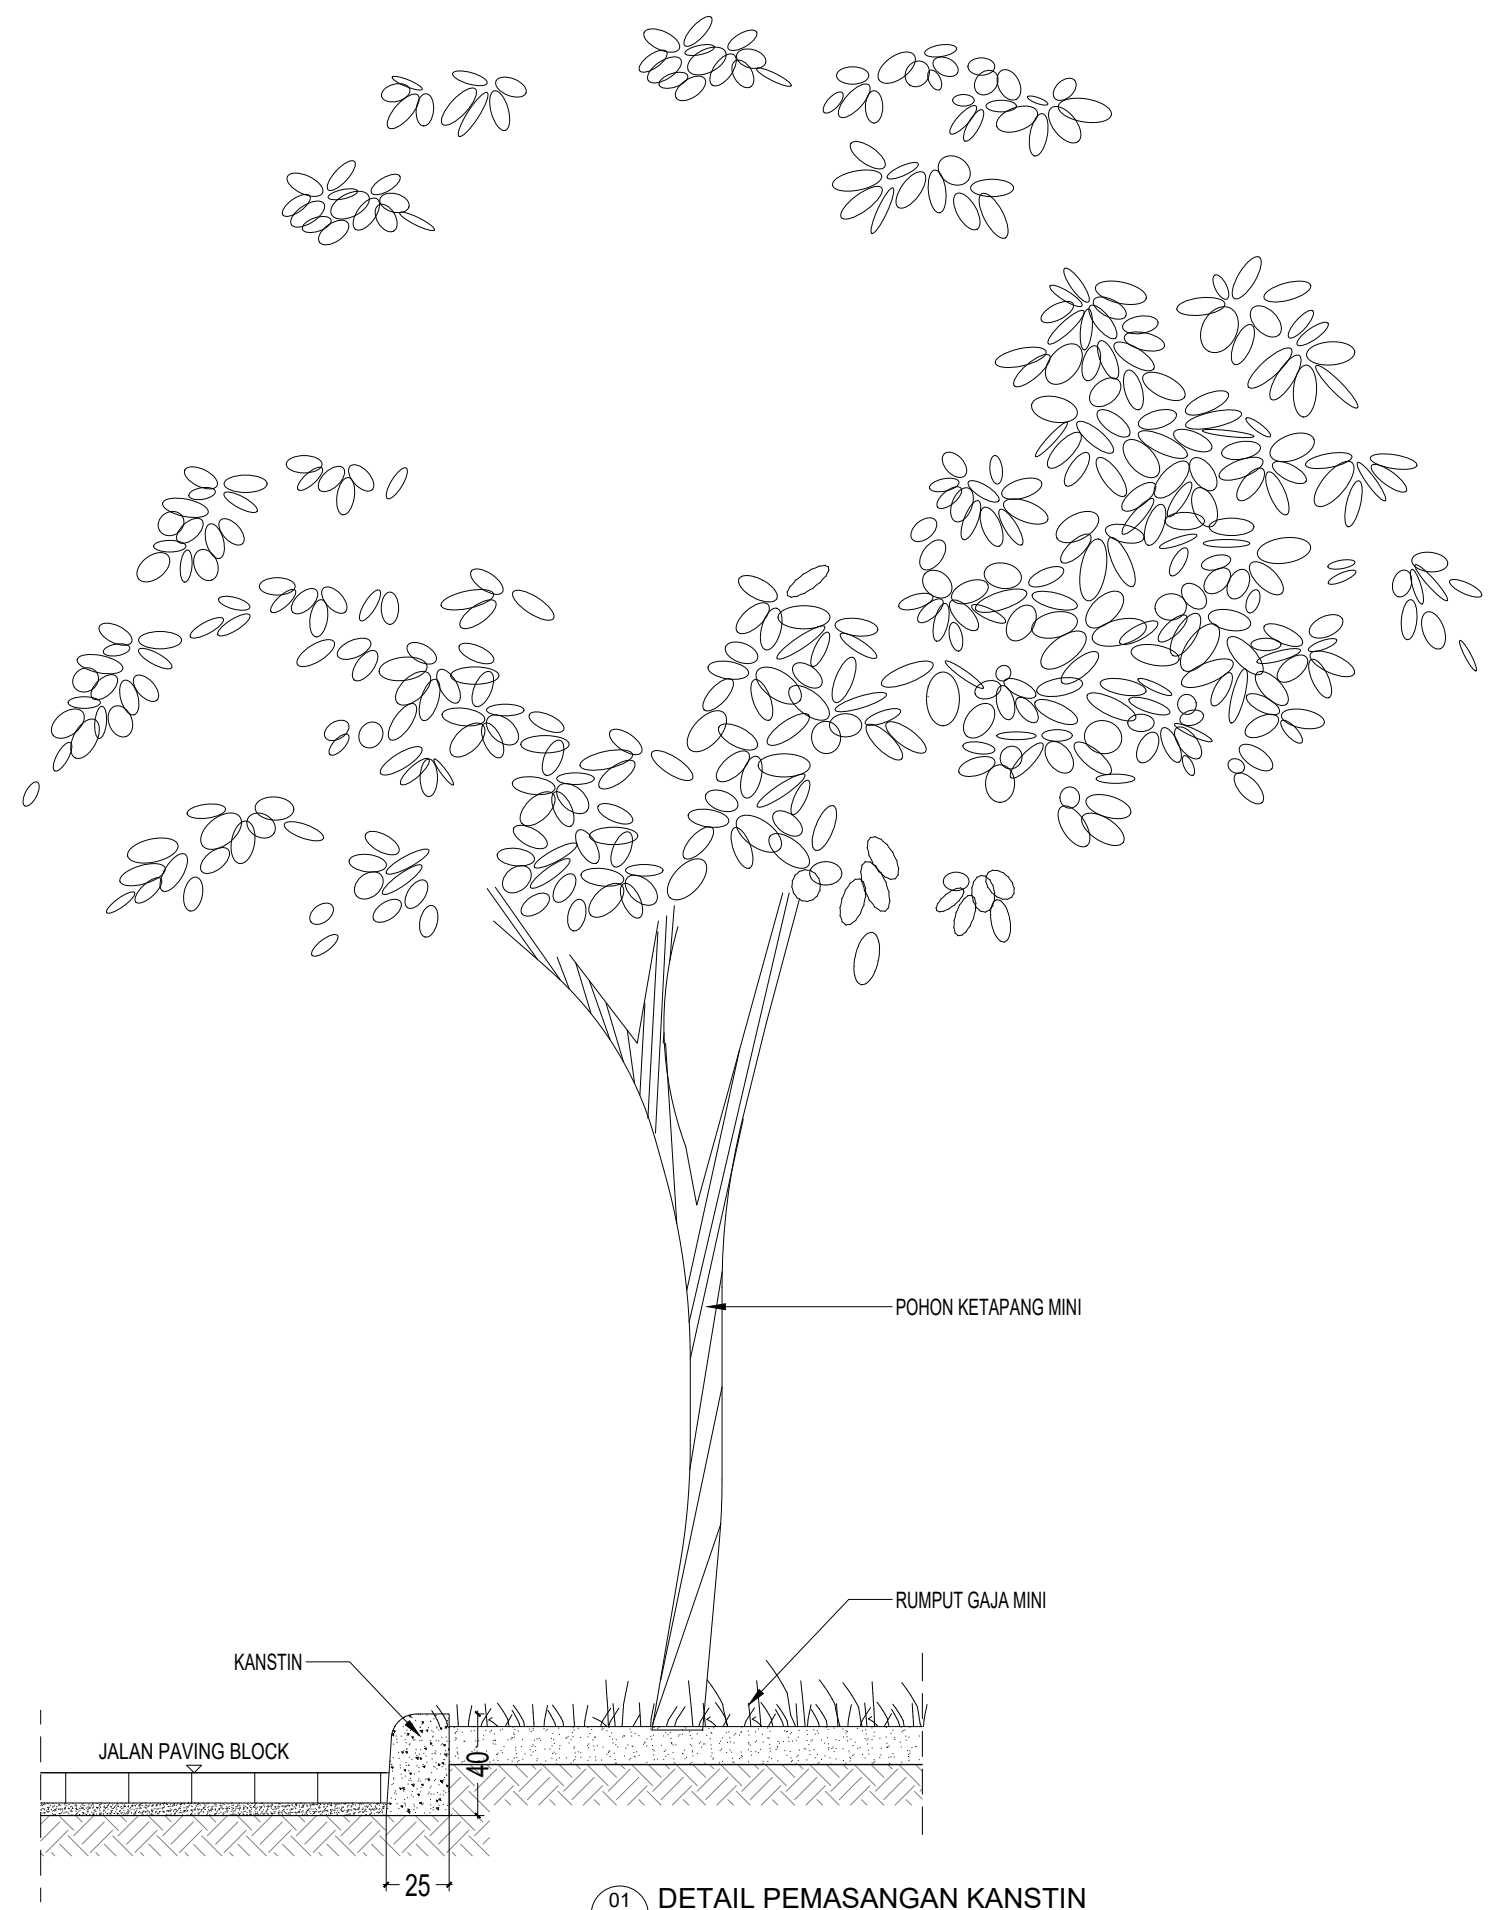 POHON KETAPANG MINI
RUMPUT GAJA MINI
KANSTIN
JALAN PAVING BLOCK
40
25
01 DETAIL PEMASANGAN KANSTIN